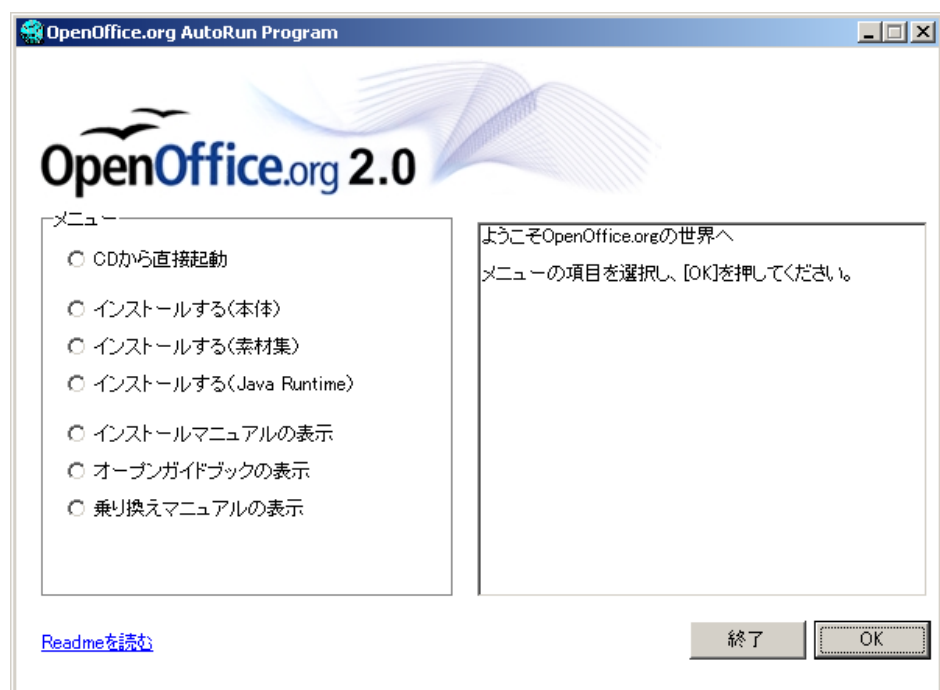 OpenOffice.org AutoRun Program
OpenOffice.org 2.0
メニュー
CDから直接起動
インストールする(本体)
インストールする(素材集)
インストールする(Java Runtime)
インストールマニュアルの表示
オープンガイドブックの表示
乗り換えマニュアルの表示
ようこそOpenOffice.orgの世界へ
メニューの項目を選択し、[OK]を押してください。
Readmeを読む
終了
OK